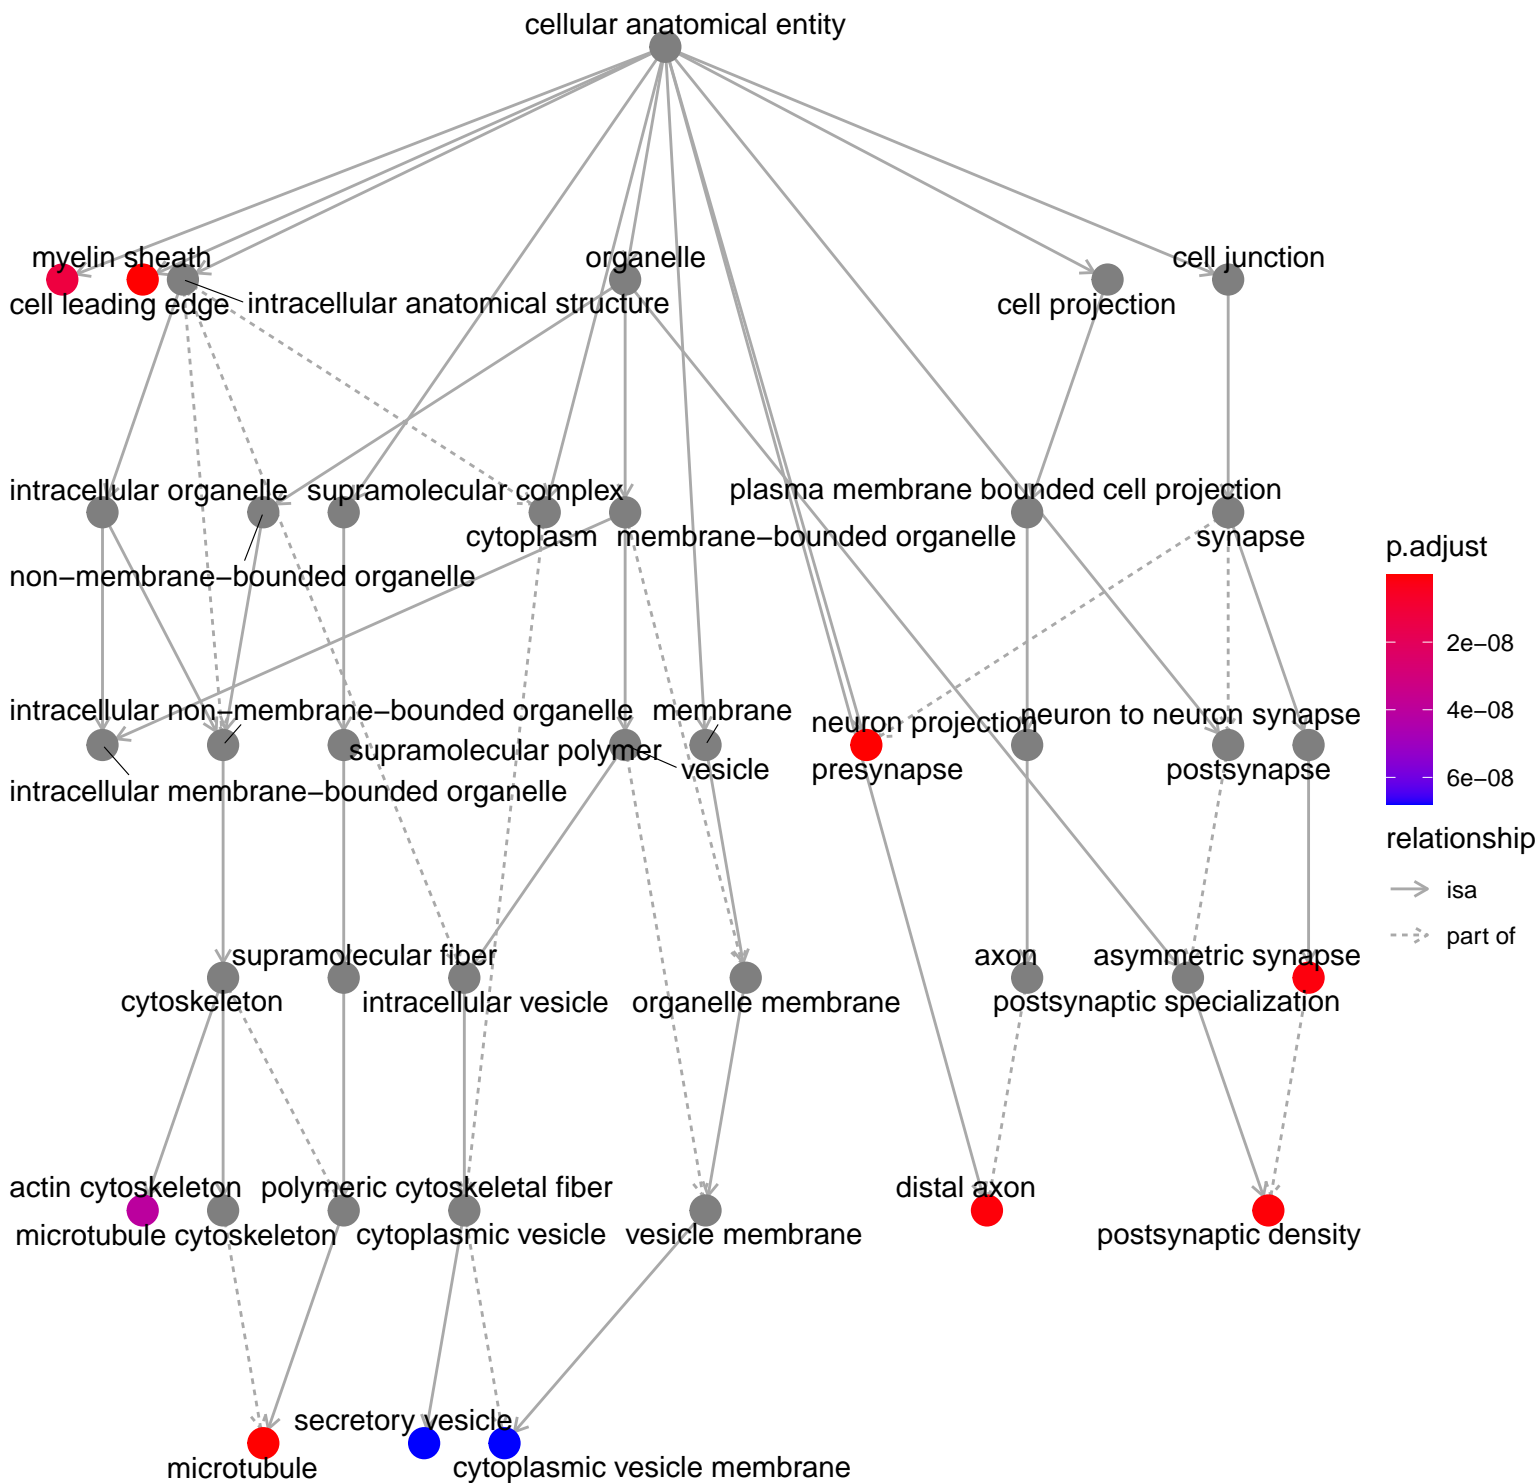 cellular anatomical entity
myelin sheath
organelle
cell junction
cell leading edge
intracellular anatomical structure
cell projection
intracellular organelle
supramolecular complex
plasma membrane bounded cell projection
cytoplasm
membrane−bounded organelle
synapse
non−membrane−bounded organelle
intracellular non−membrane−bounded organelle
membrane
neuron projection
neuron to neuron synapse
supramolecular polymer
vesicle
presynapse
postsynapse
intracellular membrane−bounded organelle
supramolecular fiber
axon
asymmetric synapse
cytoskeleton
intracellular vesicle
organelle membrane
postsynaptic specialization
actin cytoskeleton
polymeric cytoskeletal fiber
distal axon
microtubule cytoskeleton
cytoplasmic vesicle
vesicle membrane
postsynaptic density
secretory vesicle
microtubule
cytoplasmic vesicle membrane
p.adjust
2e−08
4e−08
6e−08
relationship
isa
part of